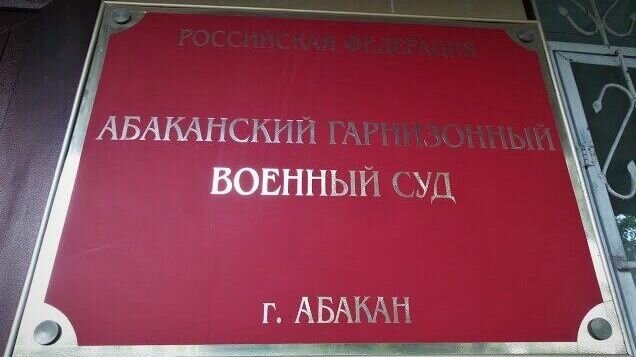 РОССИЙСКАЯ ФЕДЕРАЦИЯ
АБАКАНСКИЙ ГАРНИЗОННЫЙ
ВОЕННЫЙ СУД
г. АБАКАН